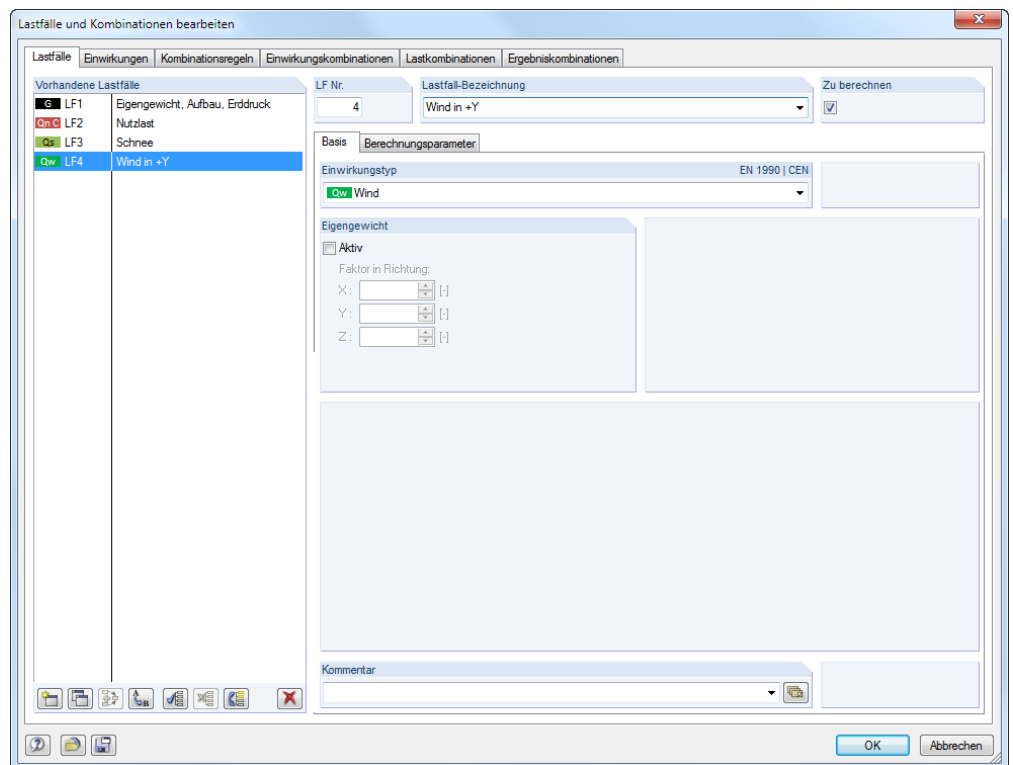 Lastfälle und Kombinationen bearbeiten
x
Lastfälle Einwirkungen Kombinationsregeln Einwirkungskombinationen Lastkombinationen Ergebniskombinationen
Vorhandene Lastfälle
G LF1 Eigengewicht, Aufbau, Erddruck
Qn C LF2 Nutzlast
Qs LF3 Schnee
Qw LF4 Wind in +Y
LF Nr.
4
Lastfall-Bezeichnung
Wind in +Y
Zu berechnen
Basis Berechnungsparameter
Einwirkungstyp EN 1990 | CEN
Qw Wind
Eigengewicht
Aktiv
Faktor in Richtung:
X : [-]
Y : [-]
Z : [-]
Kommentar
A B
?
OK Abbrechen